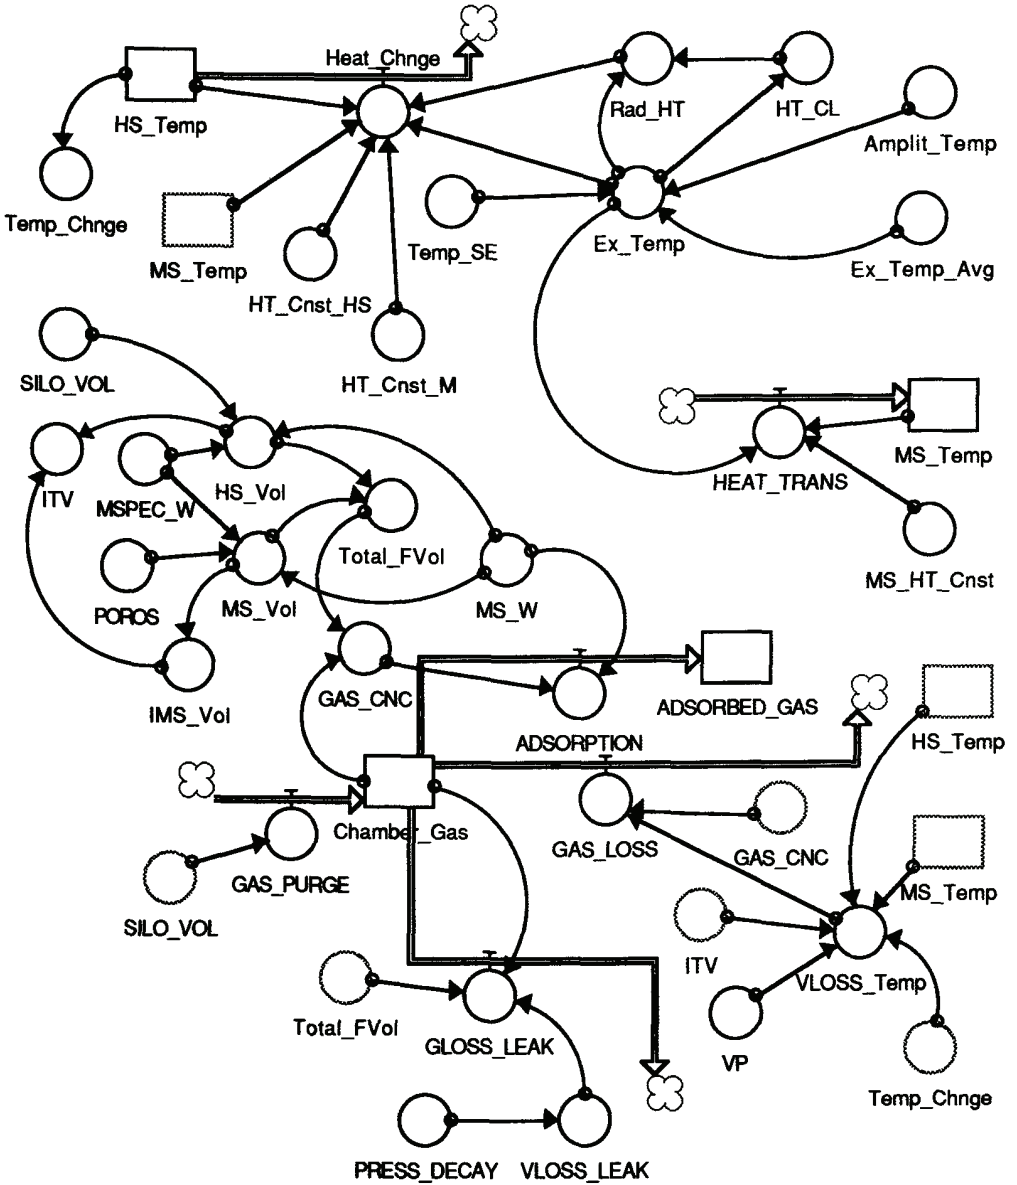 Heat_Chnge
HS_Temp
Rad_HT
HT_CL
Amplit_Temp
Temp_Chnge
MS_Temp
Temp_SE
Ex_Temp
Ex_Temp_Avg
HT_Cnst_HS
HT_Cnst_M
SILO_VOL
MS_Temp
HEAT_TRANS
ITV
MSPEC_W
HS_Vol
Total_FVol
MS_HT_Cnst
POROS
MS_Vol
MS_W
IMS_Vol
GAS_CNC
ADSORBED_GAS
ADSORPTION
HS_Temp
Chamber_Gas
GAS_LOSS
GAS_CNC
GAS_PURGE
MS_Temp
SILO_VOL
ITV
VLOSS_Temp
Total_FVol
GLOSS_LEAK
VP
Temp_Chnge
PRESS_DECAY
VLOSS_LEAK